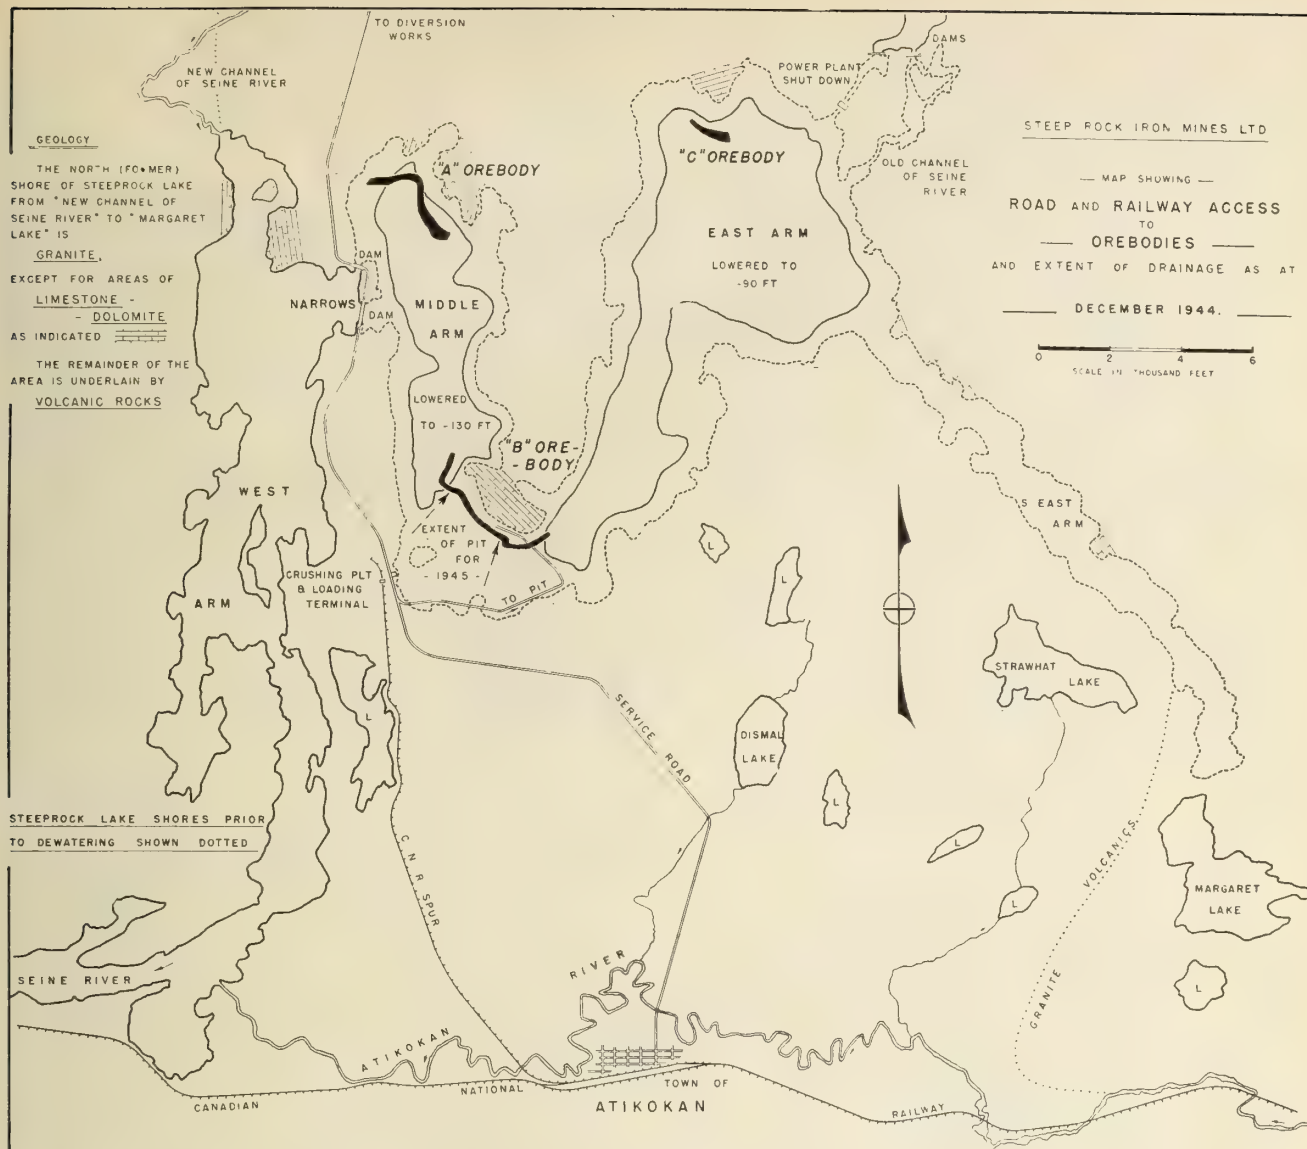 TO DIVERSION
WORKS
NEW CHANNEL
OF SEINE RIVER
DAMS
POWER PLANT
SHUT DOWN
OLD CHANNEL
OF SEINE
RIVER
STEEP ROCK IRON MINES LTD
— MAP SHOWING —
ROAD AND RAILWAY ACCESS
TO
— OREBODIES —
AND EXTENT OF DRAINAGE AS AT
— DECEMBER 1944. —
0 2 4 6
SCALE IN THOUSAND FEET
GEOLOGY
THE NORTH (FORMER)
SHORE OF STEEPROCK LAKE
FROM "NEW CHANNEL OF
SEINE RIVER" TO "MARGARET
LAKE" IS
GRANITE,
EXCEPT FOR AREAS OF
LIMESTONE -
- DOLOMITE
AS INDICATED
THE REMAINDER OF THE
AREA IS UNDERLAIN BY
VOLCANIC ROCKS
"A" OREBODY
"C" OREBODY
EAST ARM
LOWERED TO
-90 FT
DAM
NARROWS
DAM
MIDDLE
ARM
LOWERED
TO -130 FT
"B" ORE-
-BODY
WEST
ARM
EXTENT
OF PIT
FOR
- 1945 -
TO PIT
CRUSHING PLT
& LOADING
TERMINAL
S EAST
ARM
L
L
L
STRAWHAT
LAKE
SERVICE ROAD
DISMAL
LAKE
L
L
L
STEEPROCK LAKE SHORES PRIOR
TO DEWATERING SHOWN DOTTED
C. N. R. SPUR
VOLCANICS
GRANITE
MARGARET
LAKE
L
SEINE RIVER
ATIKOKAN
RIVER
CANADIAN
NATIONAL
RAILWAY
TOWN OF
ATIKOKAN